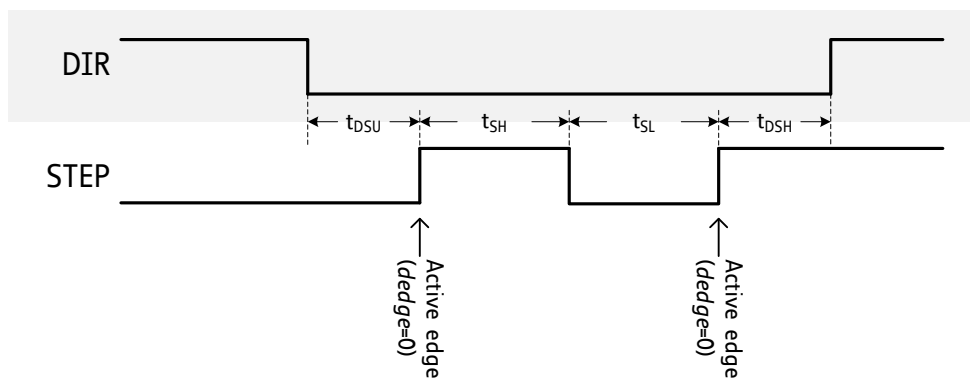 DIR
tDSU
tSH
tSL
tDSH
STEP
Active edge
(dedge=0)
Active edge
(dedge=0)